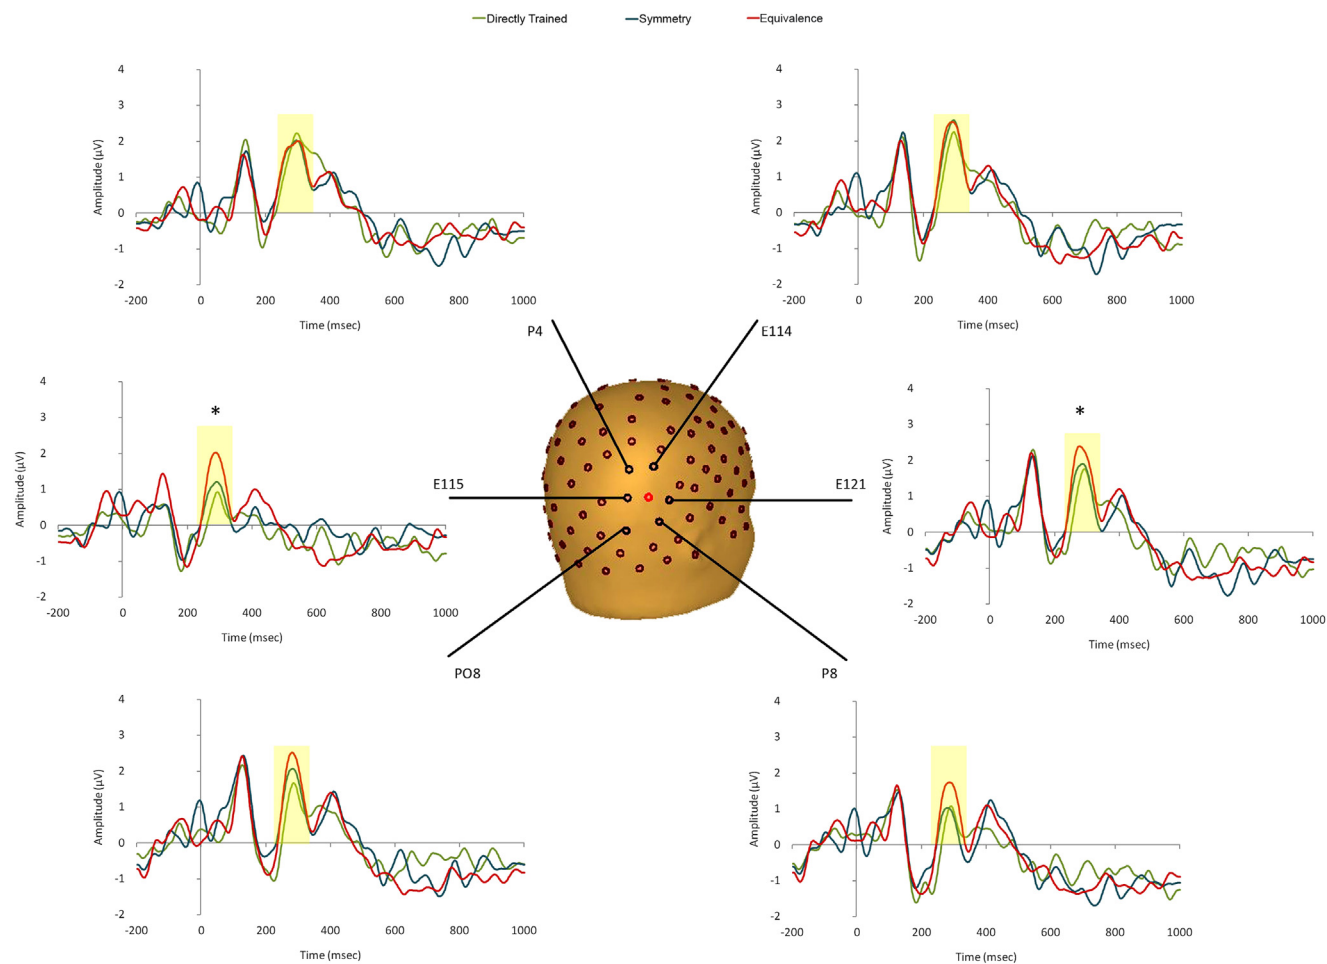 Directly Trained Symmetry Equivalence
4 3 2 1 0 -1 -2
Amplitude (μV)
-200 0 200 400 600 800 1000
Time (msec)
4 3 2 1 0 -1 -2
Amplitude (μV)
-200 0 200 400 600 800 1000
Time (msec)
P4
E114
4 3 2 1 0 -1 -2
Amplitude (μV)
*
-200 0 200 400 600 800 1000
Time (msec)
E115
E121
4 3 2 1 0 -1 -2
Amplitude (μV)
*
-200 0 200 400 600 800 1000
Time (msec)
PO8
P8
4 3 2 1 0 -1 -2
Amplitude (μV)
-200 0 200 400 600 800 1000
Time (msec)
4 3 2 1 0 -1 -2
Amplitude (μV)
-200 0 200 400 600 800 1000
Time (msec)